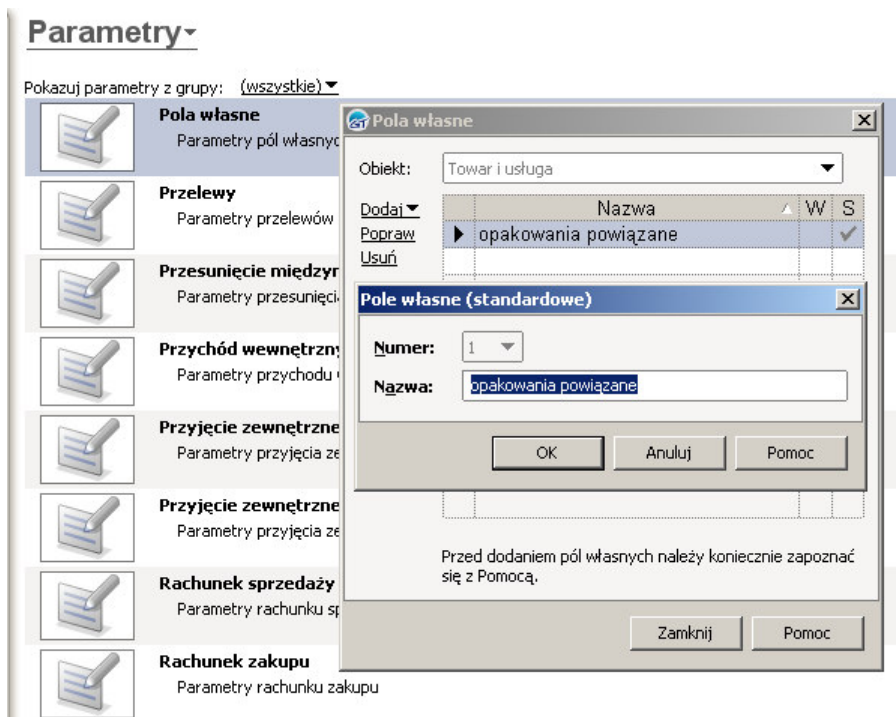 Parametry
Pokazuj parametry z grupy: (wszystkie)
Pola własne
Parametry pól własnyc
Przelewy
Parametry przelewów
Przesunięcie międzyr
Parametry przesunięci
Przychód wewnętrzny
Parametry przychodu
Przyjęcie zewnętrzne
Parametry przyjęcia ze
Przyjęcie zewnętrzne
Parametry przyjęcia ze
Rachunek sprzedaży
Parametry rachunku sp
Rachunek zakupu
Parametry rachunku zakupu
Pola własne
Obiekt: Towar i usługa
Dodaj
Popraw
Usuń
Nazwa W S
opakowania powiązane
Pole własne (standardowe)
Numer: 1
Nazwa: opakowania powiązane
OK Anuluj Pomoc
Przed dodaniem pól własnych należy koniecznie zapoznać
się z Pomocą.
Zamknij Pomoc